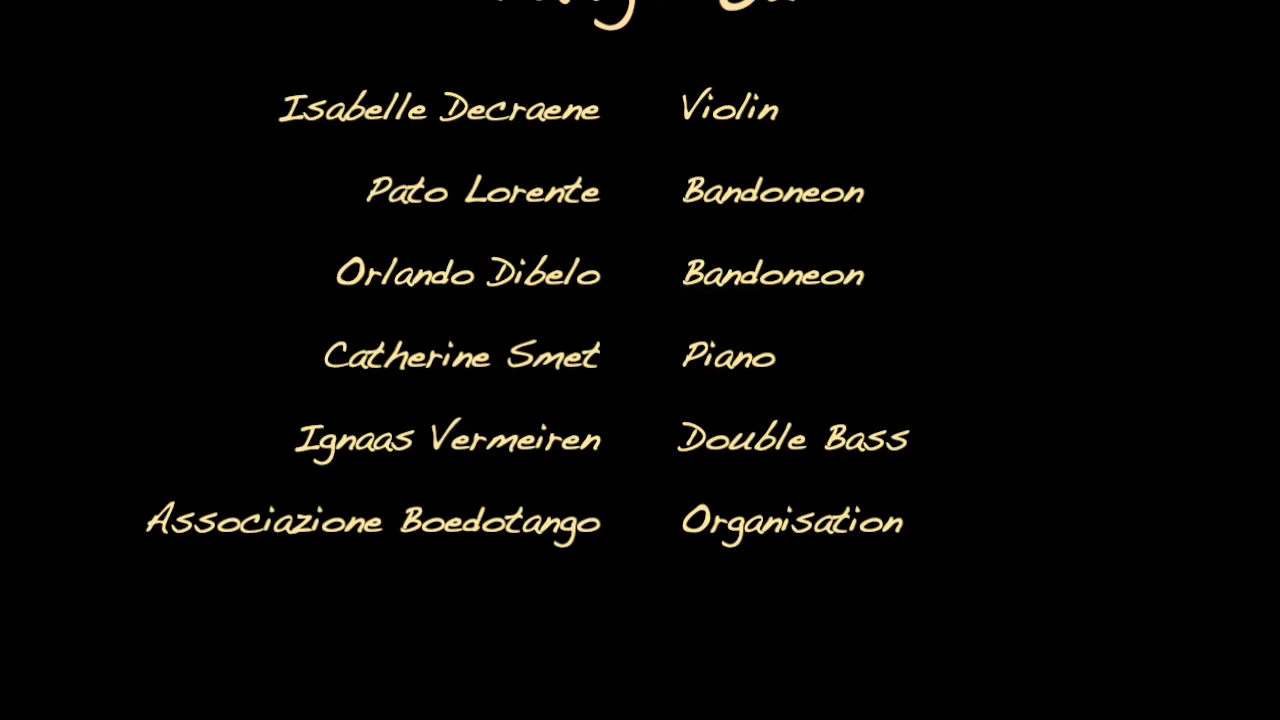 Isabelle Decraene Violin
Pato Lorente Bandoneon
Orlando Dibelo Bandoneon
Catherine Smet Piano
Ignaas Vermeiren Double Bass
Associazione Boedotango Organisation